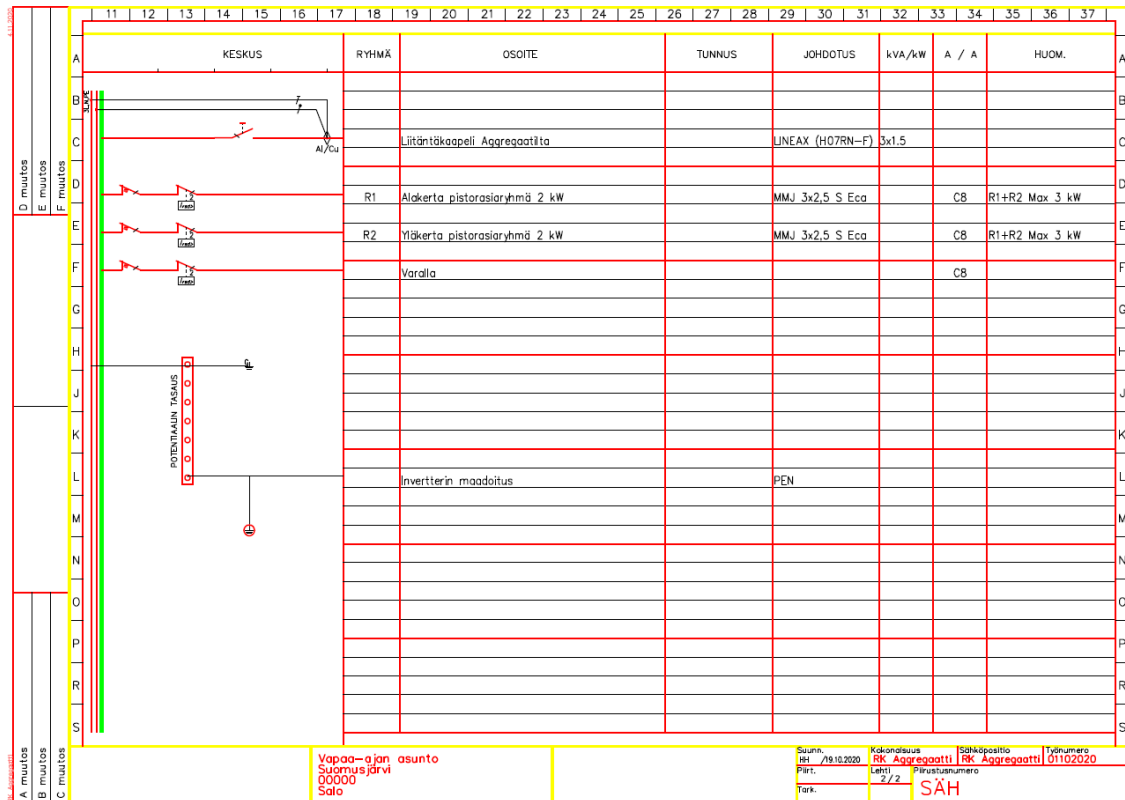 11 12 13 14 15 16 17 18 19 20 21 22 23 24 25 26 27 28 29 30 31 32 33 34 35 36 37
KESKUS RYHMÄ OSOITE TUNNUS JOHDOTUS kVA/kW A / A HUOM.
A A
B B
C Al/Cu Liitäntäkaapeli Aggregaatilta LINEAX (H07RN-F) 3x1.5 C
D R1 Alakerta pistorasiaryhmä 2 kW MMJ 3x2,5 S Eca C8 R1+R2 Max 3 kW D
E R2 Yläkerta pistorasiaryhmä 2 kW MMJ 3x2,5 S Eca C8 R1+R2 Max 3 kW E
F Varalla C8 F
G G
H H
J J
K K
POTENTIAALIN TASAUS
L Invertterin maadoitus PEN L
M M
N N
O O
P P
R R
S S
D muutos
E muutos
F muutos
A muutos
B muutos
C muutos
Vapaa-ajan asunto
Suomusjärvi
00000
Salo
Suunn. HH /19.10.2020
Piirt.
Tark.
Kokonaisuus RK Aggregaatti
Sähköpositio RK Aggregaatti
Työnumero 01102020
Lehti 2/2
Piirustusnumero SÄH